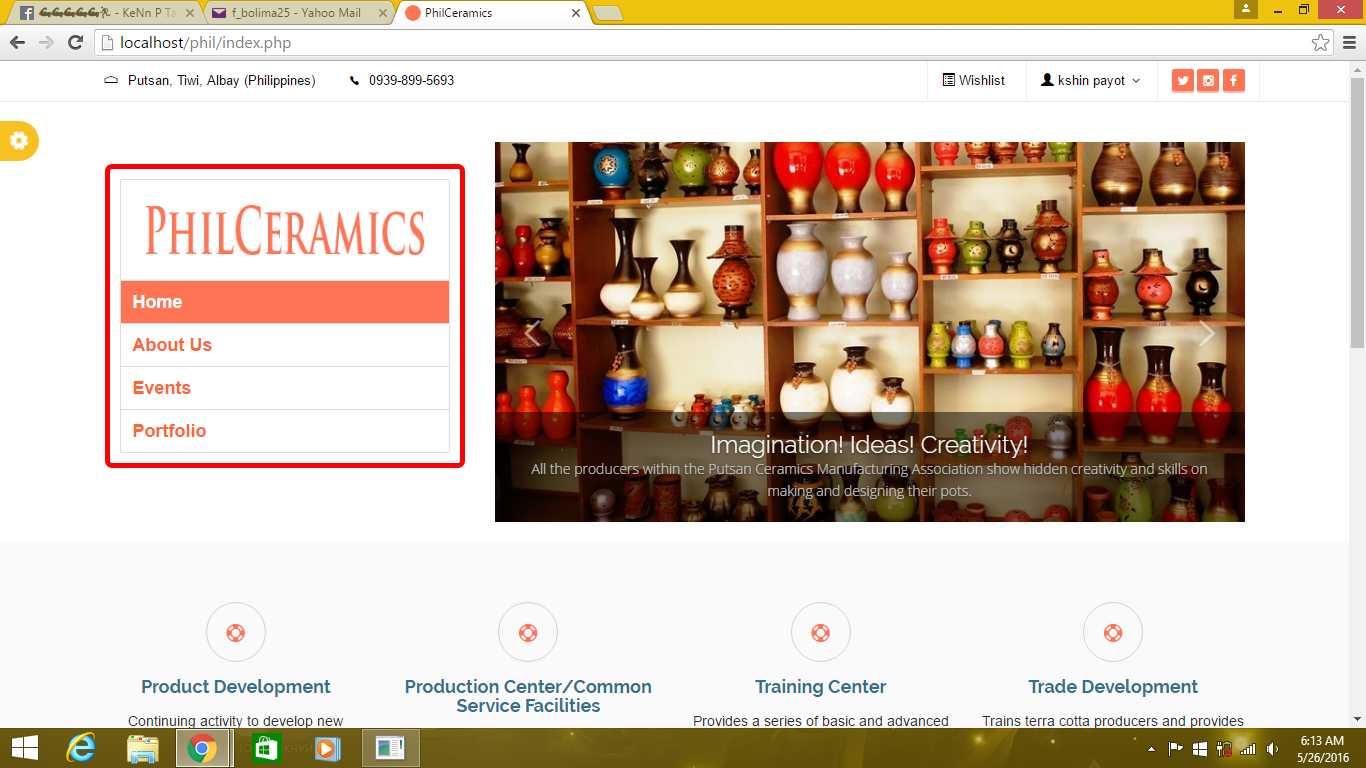 - KeNn P Ta
f_bolima25 - Yahoo Mail
PhilCeramics
localhost/phil/index.php
Putsan, Tiwi, Albay (Philippines)
0939-899-5693
Wishlist
kshin payot
PHILCERAMICS
Home
About Us
Events
Portfolio
Imagination! Ideas! Creativity!
All the producers within the Putsan Ceramics Manufacturing Association show hidden creativity and skills on
making and designing their pots.
Product Development
Continuing activity to develop new
Production Center/Common
Service Facilities
Training Center
Provides a series of basic and advanced
Trade Development
Trains terra cotta producers and provides
6:13 AM
5/26/2016